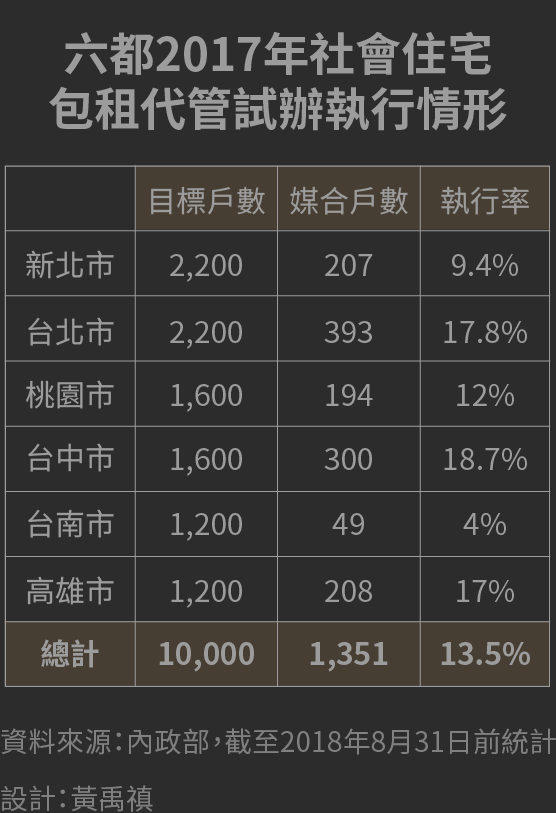 六都2017年社會住宅
包租代管試辦執行情形
目標戶數 媒合戶數 執行率
新北市 2,200 207 9.4%
台北市 2,200 393 17.8%
桃園市 1,600 194 12%
台中市 1,600 300 18.7%
台南市 1,200 49 4%
高雄市 1,200 208 17%
總計 10,000 1,351 13.5%
資料來源：內政部，截至2018年8月31日前統計
設計：黃禹禛